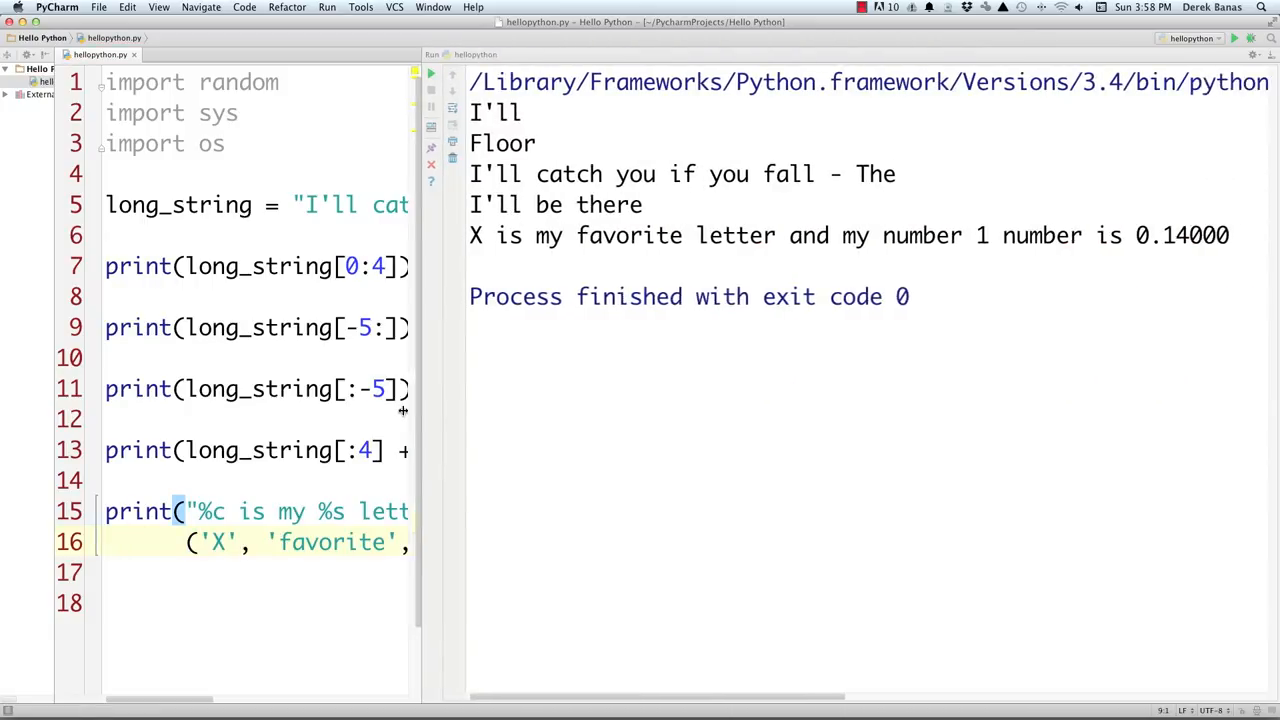 PyCharm File Edit View Navigate Code Refactor Run Tools VCS Window Help 10 Sun 3:58 PM Derek Banas
hellopython.py – Hello Python – [~/PycharmProjects/Hello Python]
Hello Python hellopython.py hellopython
hellopython.py Run hellopython
Hello P
hell
Extern
1 import random
2 import sys
3 import os
4
5 long_string = "I'll cat
6
7 print(long_string[0:4])
8
9 print(long_string[-5:])
10
11 print(long_string[:-5])
12
13 print(long_string[:4] +
14
15 print("%c is my %s lett
16 ('X', 'favorite',
17
18
/Library/Frameworks/Python.framework/Versions/3.4/bin/python
I'll
Floor
I'll catch you if you fall - The
I'll be there
X is my favorite letter and my number 1 number is 0.14000
Process finished with exit code 0
9:1 LF UTF-8